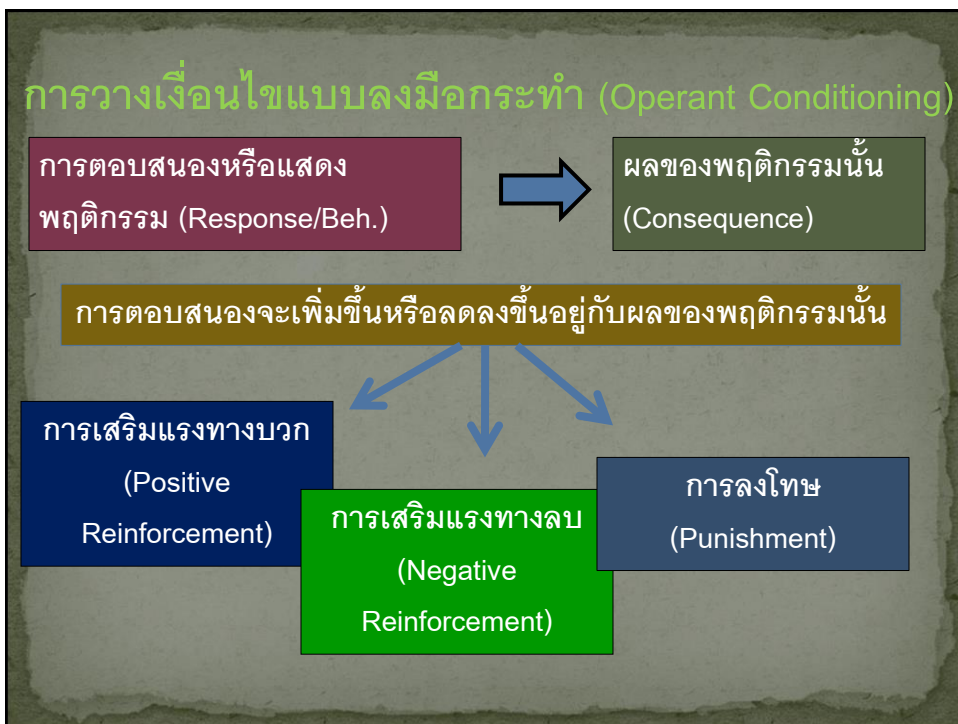 การวางเงื่อนไขแบบลงมือกระทำ (Operant Conditioning)
การตอบสนองหรือแสดง
พฤติกรรม (Response/Beh.)
ผลของพฤติกรรมนั้น
(Consequence)
การตอบสนองจะเพิ่มขึ้นหรือลดลงขึ้นอยู่กับผลของพฤติกรรมนั้น
การเสริมแรงทางบวก
(Positive
Reinforcement)
การเสริมแรงทางลบ
(Negative
Reinforcement)
การลงโทษ
(Punishment)